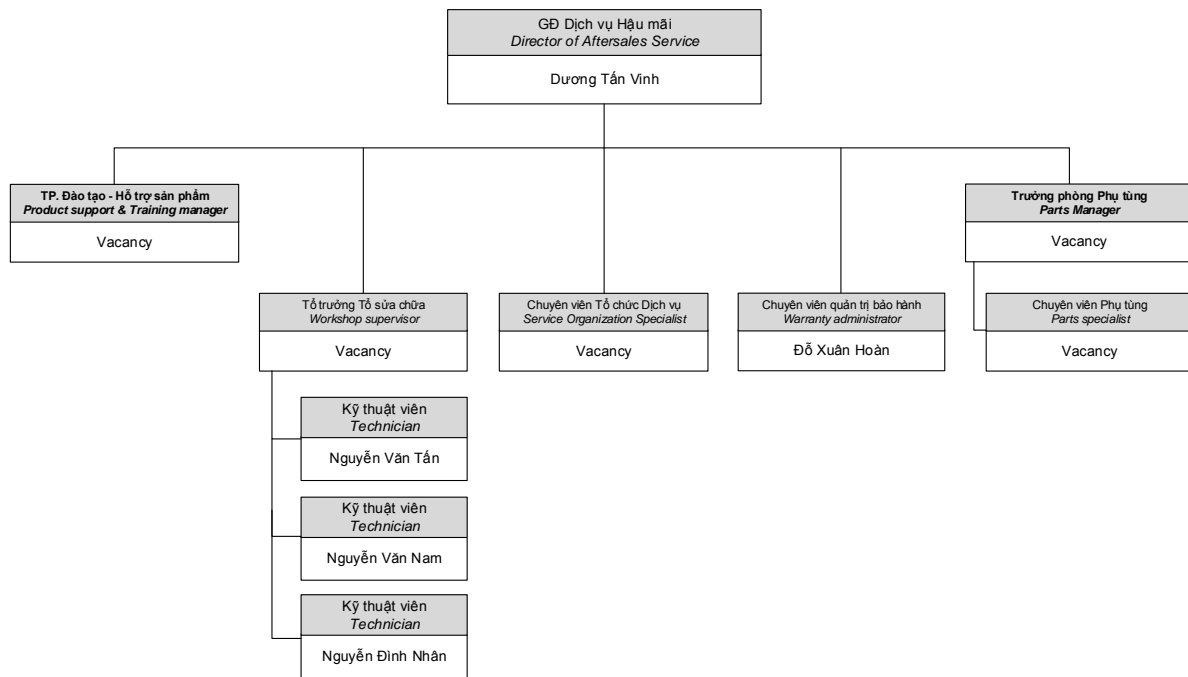 GĐ Dịch vụ Hậu mãi
Director of Aftersales Service
Dương Tấn Vinh
TP. Đào tạo - Hỗ trợ sản phẩm
Product support & Training manager
Vacancy
Trưởng phòng Phụ tùng
Parts Manager
Vacancy
Tổ trưởng Tổ sửa chữa
Workshop supervisor
Vacancy
Chuyên viên Tổ chức Dịch vụ
Service Organization Specialist
Vacancy
Chuyên viên quản trị bảo hành
Warranty administrator
Đỗ Xuân Hoàn
Chuyên viên Phụ tùng
Parts specialist
Vacancy
Kỹ thuật viên
Technician
Nguyễn Văn Tấn
Kỹ thuật viên
Technician
Nguyễn Văn Nam
Kỹ thuật viên
Technician
Nguyễn Đình Nhân